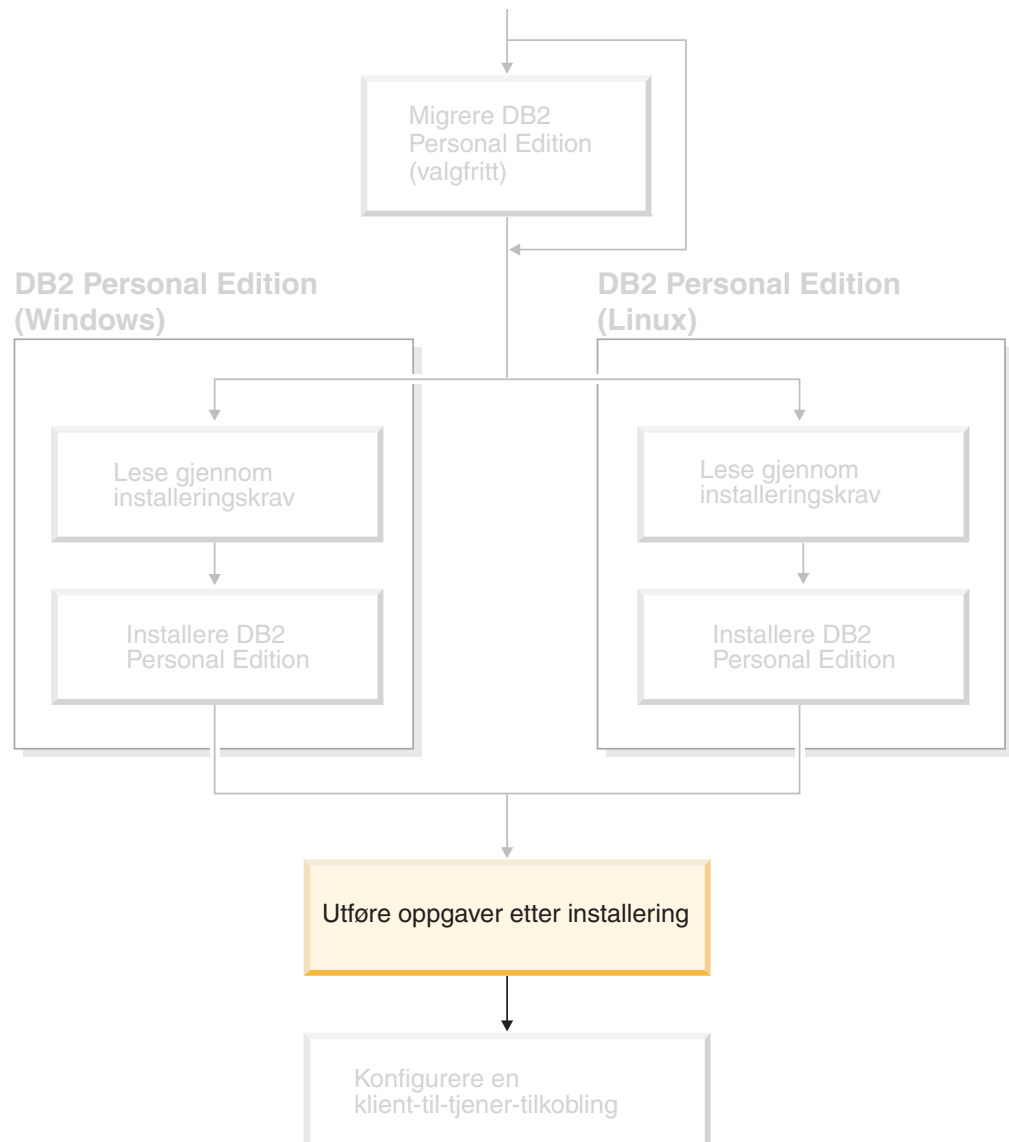 Migrere DB2
Personal Edition
(valgfritt)
DB2 Personal Edition
(Windows)
DB2 Personal Edition
(Linux)
Lese gjennom
installeringskrav
Lese gjennom
installeringskrav
Installere DB2
Personal Edition
Installere DB2
Personal Edition
Utføre oppgaver etter installering
Konfigurere en
klient-til-tjener-tilkobling